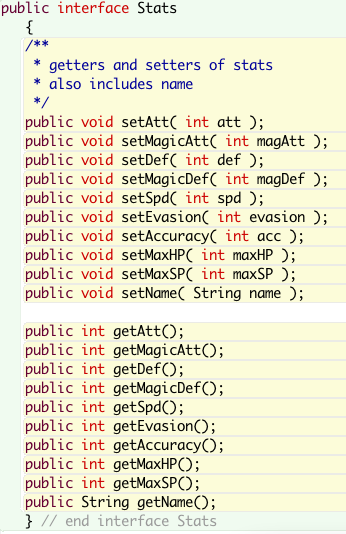 public interface Stats
{
/**
* getters and setters of stats
* also includes name
*/
public void setAtt( int att );
public void setMagicAtt( int magAtt );
public void setDef( int def );
public void setMagicDef( int magDef );
public void setSpd( int spd );
public void setEvasion( int evasion );
public void setAccuracy( int acc );
public void setMaxHP( int maxHP );
public void setMaxSP( int maxSP );
public void setName( String name );
public int getAtt();
public int getMagicAtt();
public int getDef();
public int getMagicDef();
public int getSpd();
public int getEvasion();
public int getAccuracy();
public int getMaxHP();
public int getMaxSP();
public String getName();
} // end interface Stats